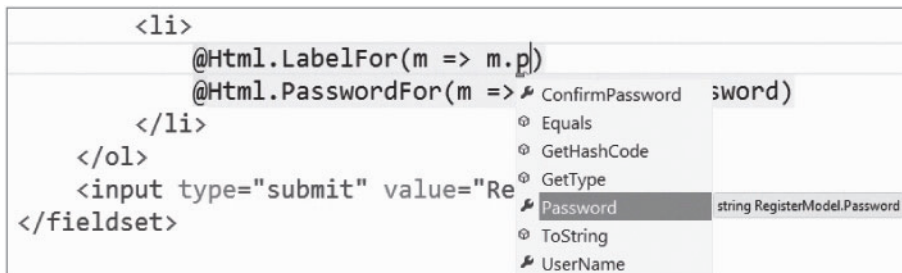 <li>
@Html.LabelFor(m => m.p)
@Html.PasswordFor(m => sword)
ConfirmPassword
Equals
</li>
GetHashCode
</ol>
GetType
<input type="submit" value="Re
Password string RegisterModel.Password
</fieldset>
ToString
UserName